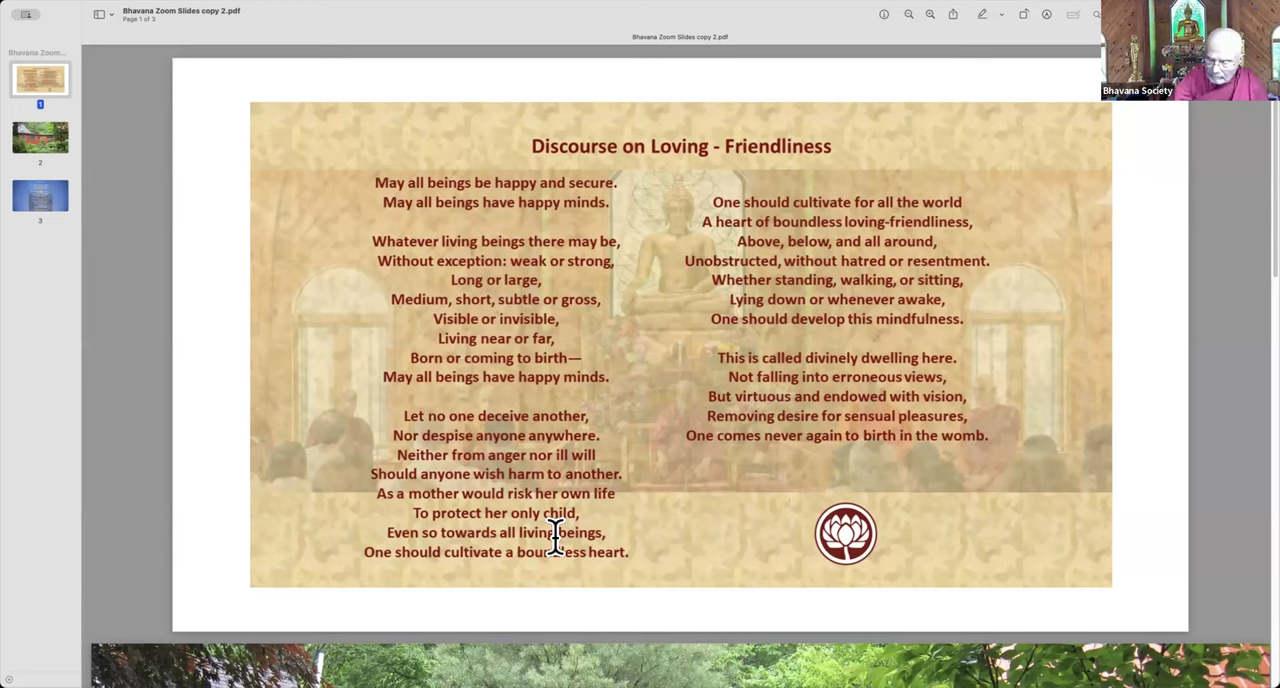 Bhavana Zoom Slides copy 2.pdf
Page 1 of 3
Bhavana Zoom Slides copy 2.pdf
Bhavana Zoom...
1
2
3
Bhavana Society
Discourse on Loving - Friendliness
May all beings be happy and secure.
May all beings have happy minds.
Whatever living beings there may be,
Without exception: weak or strong,
Long or large,
Medium, short, subtle or gross,
Visible or invisible,
Living near or far,
Born or coming to birth—
May all beings have happy minds.
Let no one deceive another,
Nor despise anyone anywhere.
Neither from anger nor ill will
Should anyone wish harm to another.
As a mother would risk her own life
To protect her only child,
Even so towards all living beings,
One should cultivate a boundless heart.
One should cultivate for all the world
A heart of boundless loving-friendliness,
Above, below, and all around,
Unobstructed, without hatred or resentment.
Whether standing, walking, or sitting,
Lying down or whenever awake,
One should develop this mindfulness.
This is called divinely dwelling here.
Not falling into erroneous views,
But virtuous and endowed with vision,
Removing desire for sensual pleasures,
One comes never again to birth in the womb.